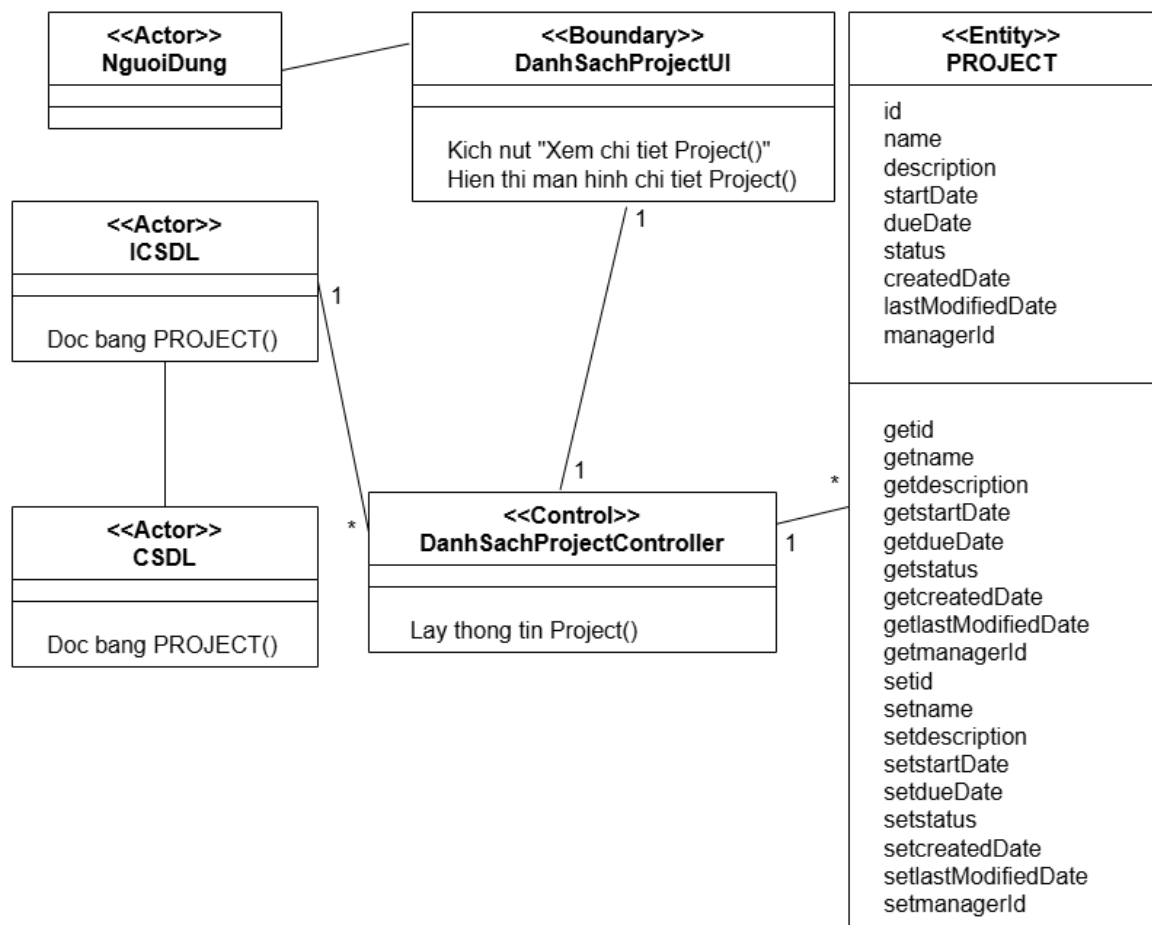 <<Actor>>
NguoiDung
<<Boundary>>
DanhSachProjectUI
Kich nut "Xem chi tiet Project()"
Hien thi man hinh chi tiet Project()
1
<<Actor>>
ICSDL
Doc bang PROJECT()
1
<<Actor>>
CSDL
Doc bang PROJECT()
*
1
<<Control>>
DanhSachProjectController
Lay thong tin Project()
1
*
<<Entity>>
PROJECT
id
name
description
startDate
dueDate
status
createdDate
lastModifiedDate
managerId
getid
getname
getdescription
getstartDate
getdueDate
getstatus
getcreatedDate
getlastModifiedDate
getmanagerId
setid
setname
setdescription
setstartDate
setdueDate
setstatus
setcreatedDate
setlastModifiedDate
setmanagerId